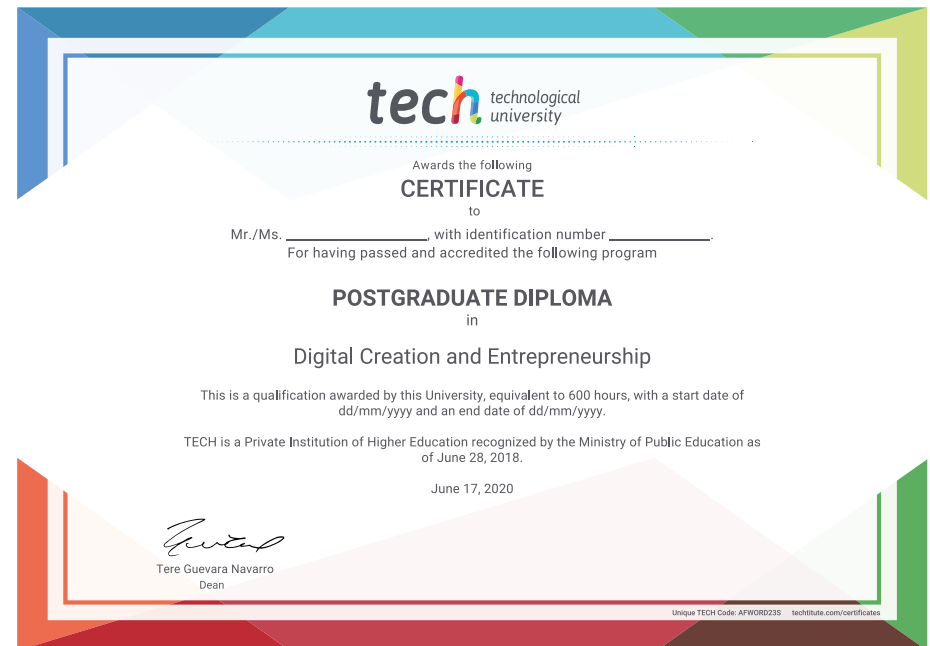 tech technological
university
Awards the following
CERTIFICATE
to
Mr./Ms. ____________________, with identification number ______________.
For having passed and accredited the following program
POSTGRADUATE DIPLOMA
in
Digital Creation and Entrepreneurship
This is a qualification awarded by this University, equivalent to 600 hours, with a start date of
dd/mm/yyyy and an end date of dd/mm/yyyy.
TECH is a Private Institution of Higher Education recognized by the Ministry of Public Education as
of June 28, 2018.
June 17, 2020
Tere Guevara Navarro
Dean
Unique TECH Code: AFWORD23S techtitute.com/certificates